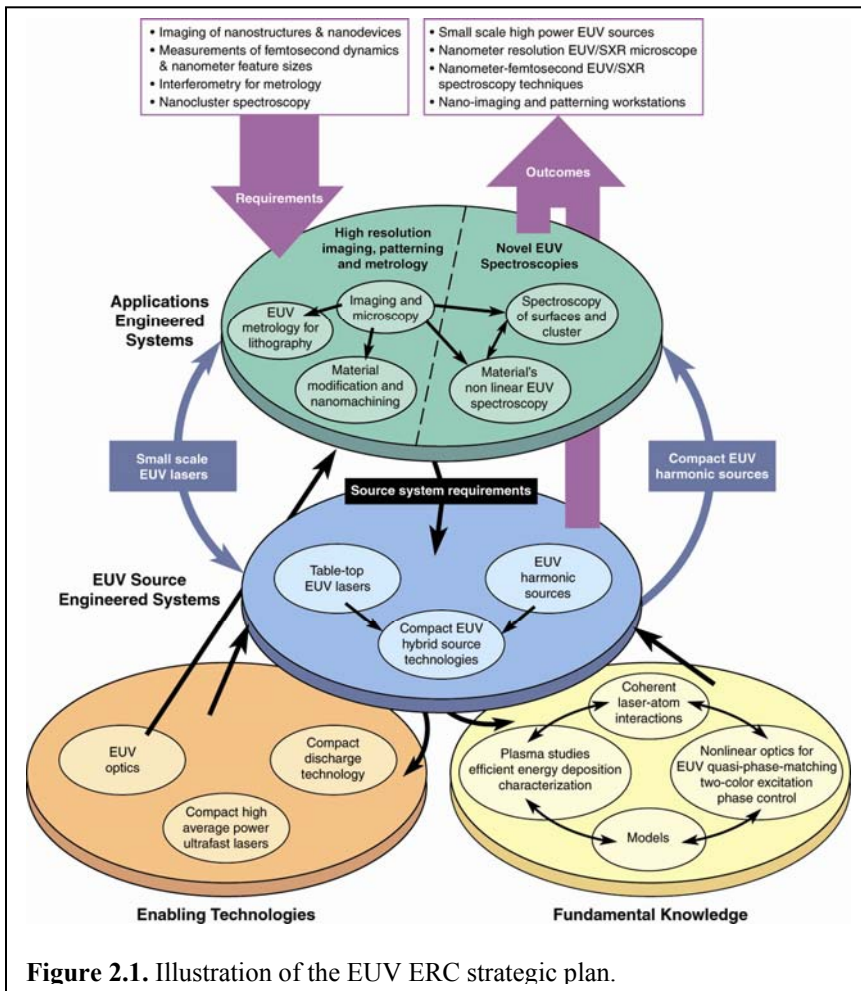 • Imaging of nanostructures & nanodevices
• Measurements of femtosecond dynamics
& nanometer feature sizes
• Interferometry for metrology
• Nanocluster spectroscopy
• Small scale high power EUV sources
• Nanometer resolution EUV/SXR microscope
• Nanometer-femtosecond EUV/SXR
spectroscopy techniques
• Nano-imaging and patterning workstations
Requirements
Outcomes
High resolution
imaging, patterning
and metrology
Novel EUV
Spectroscopies
Applications
Engineered
Systems
EUV
metrology for
lithography
Imaging and
microscopy
Spectroscopy
of surfaces and
cluster
Material
modification and
nanomachining
Material's
non linear EUV
spectroscopy
Small scale
EUV lasers
Compact EUV
harmonic sources
Source system requirements
EUV Source
Engineered Systems
Table-top
EUV lasers
EUV
harmonic
sources
Compact EUV
hybrid source
technologies
EUV
optics
Compact
discharge
technology
Compact high
average power
ultrafast lasers
Coherent
laser-atom
interactions
Plasma studies
efficient energy deposition
characterization
Nonlinear optics for
EUV quasi-phase-matching
two-color excitation
phase control
Models
Enabling Technologies
Fundamental Knowledge
Figure 2.1. Illustration of the EUV ERC strategic plan.